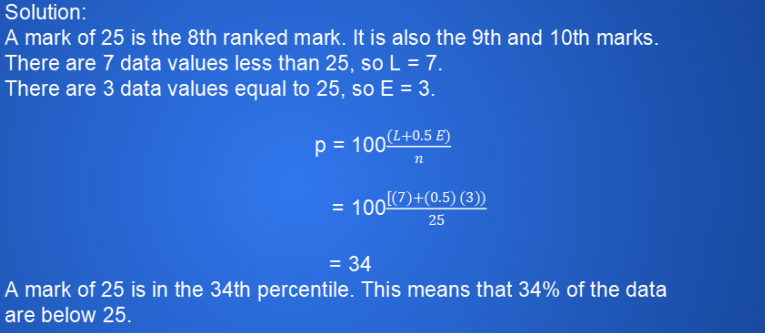 Solution:
A mark of 25 is the 8th ranked mark. It is also the 9th and 10th marks.
There are 7 data values less than 25, so L = 7.
There are 3 data values equal to 25, so E = 3.
p = 100 (L+0.5 E)
n
= 100 [(7)+(0.5) (3))
25
= 34
A mark of 25 is in the 34th percentile. This means that 34% of the data
are below 25.